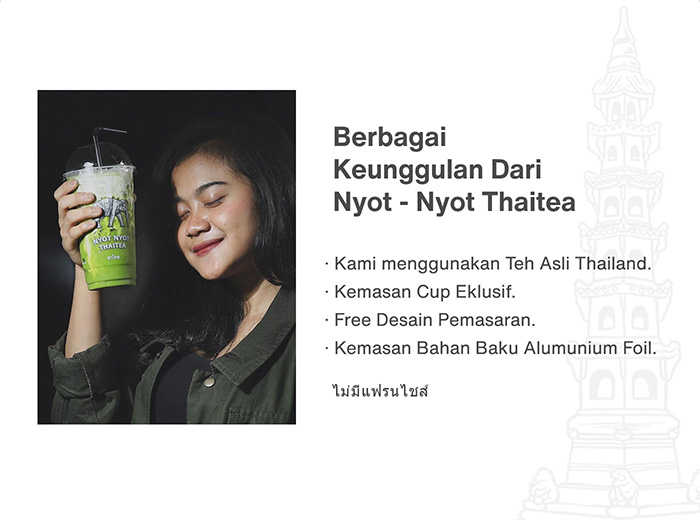 Berbagai
Keunggulan Dari
Nyot - Nyot Thaitea
· Kami menggunakan Teh Asli Thailand.
· Kemasan Cup Eklusif.
· Free Desain Pemasaran.
· Kemasan Bahan Baku Alumunium Foil.
ไม่มีแฟรนไชส์
NYOT NYOT
THAITEA